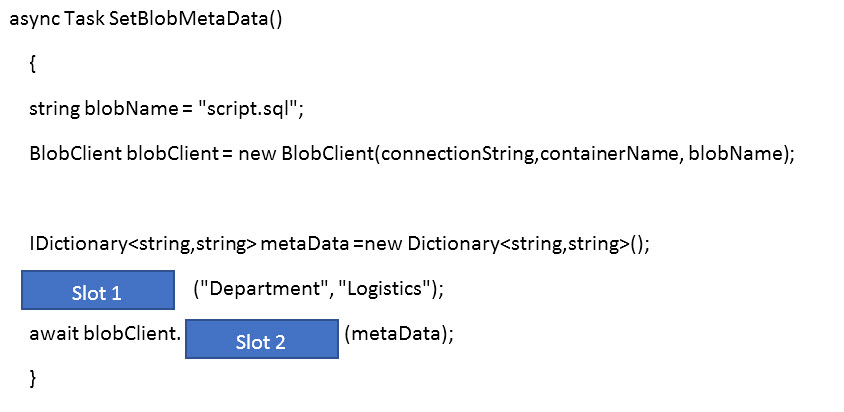 async Task SetBlobMetaData()
{
string blobName = "script.sql";
BlobClient blobClient = new BlobClient(connectionString,containerName, blobName);
IDictionary<string,string> metaData =new Dictionary<string,string>();
Slot 1 ("Department", "Logistics");
await blobClient. Slot 2 (metaData);
}